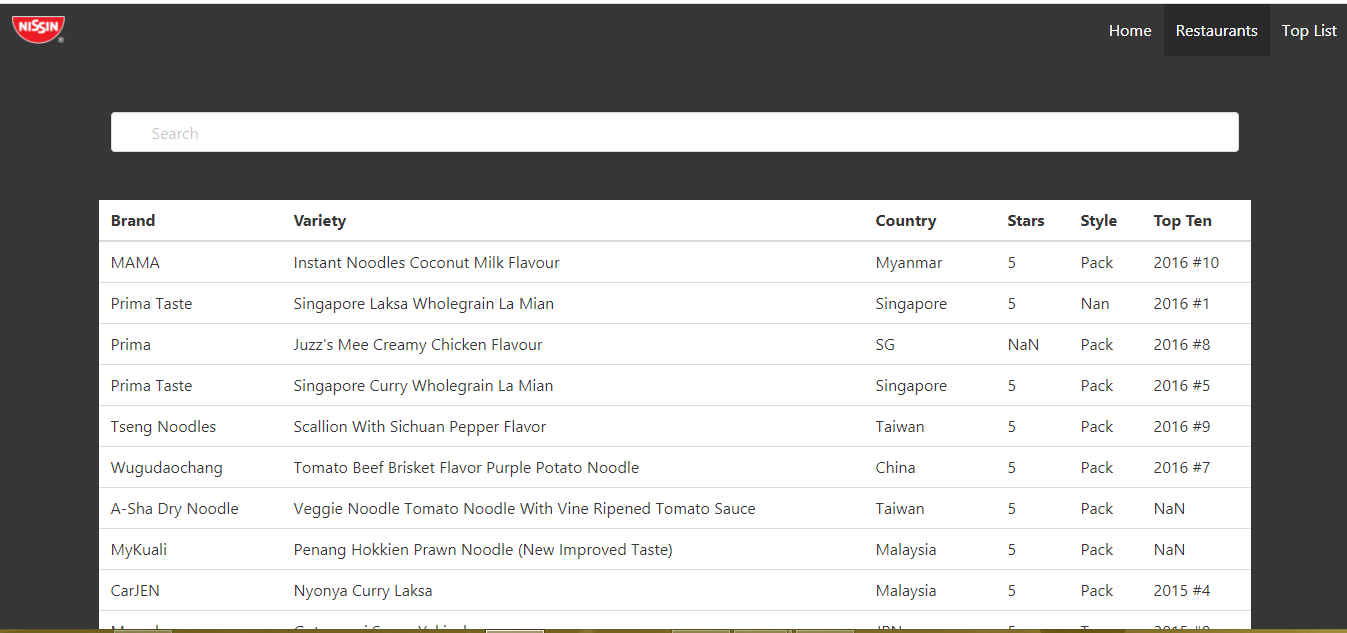 NISSIN
Home Restaurants Top List
Search
Brand Variety Country Stars Style Top Ten
MAMA Instant Noodles Coconut Milk Flavour Myanmar 5 Pack 2016 #10
Prima Taste Singapore Laksa Wholegrain La Mian Singapore 5 Nan 2016 #1
Prima Juzz's Mee Creamy Chicken Flavour SG NaN Pack 2016 #8
Prima Taste Singapore Curry Wholegrain La Mian Singapore 5 Pack 2016 #5
Tseng Noodles Scallion With Sichuan Pepper Flavor Taiwan 5 Pack 2016 #9
Wugudaochang Tomato Beef Brisket Flavor Purple Potato Noodle China 5 Pack 2016 #7
A-Sha Dry Noodle Veggie Noodle Tomato Noodle With Vine Ripened Tomato Sauce Taiwan 5 Pack NaN
MyKuali Penang Hokkien Prawn Noodle (New Improved Taste) Malaysia 5 Pack NaN
CarJEN Nyonya Curry Laksa Malaysia 5 Pack 2015 #4